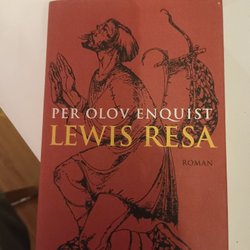 PER OLOV ENQUIST
LEWIS RESA
ROMAN